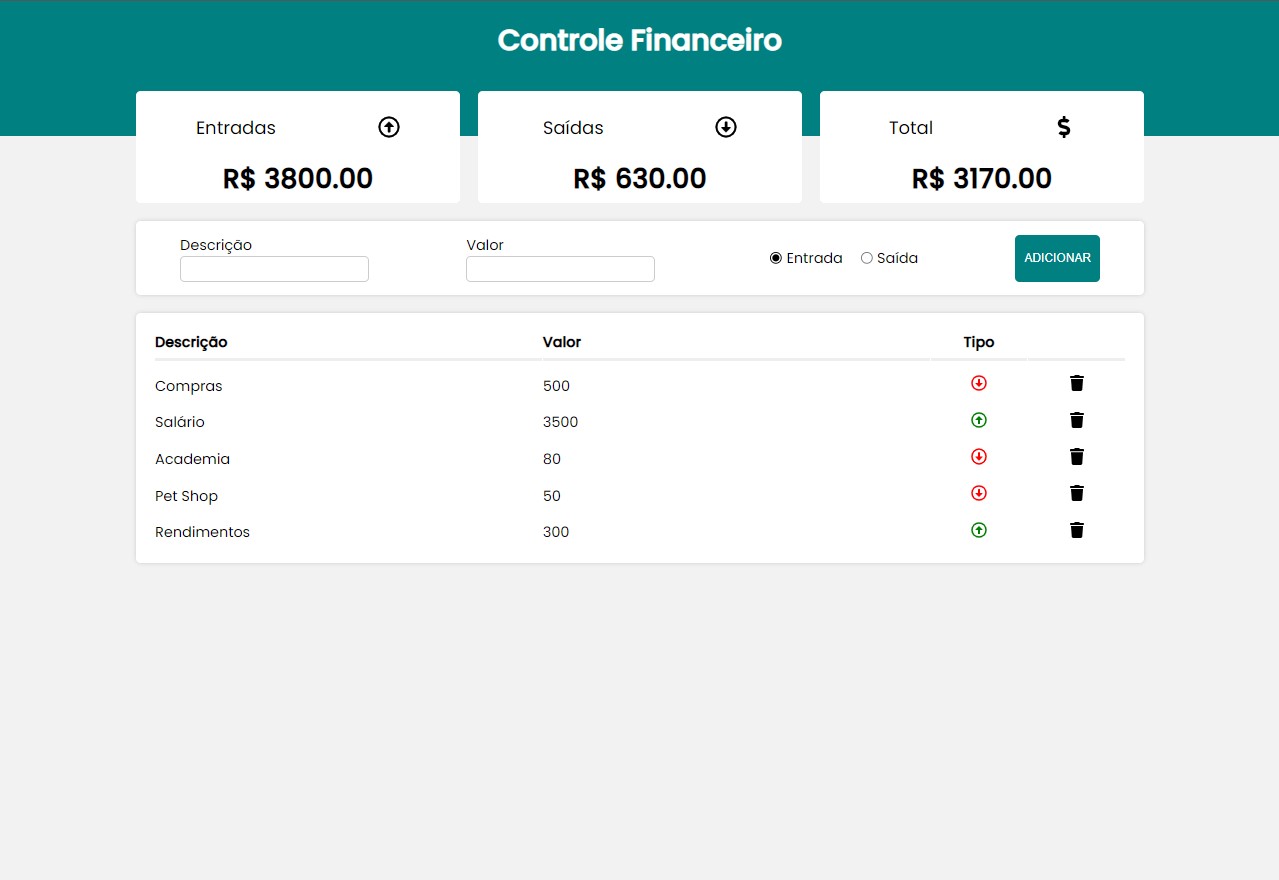 Controle Financeiro
Entradas
R$ 3800.00
Saídas
R$ 630.00
Total
$
R$ 3170.00
Descrição
Valor
Entrada Saída
ADICIONAR
Descrição Valor Tipo
Compras 500
Salário 3500
Academia 80
Pet Shop 50
Rendimentos 300